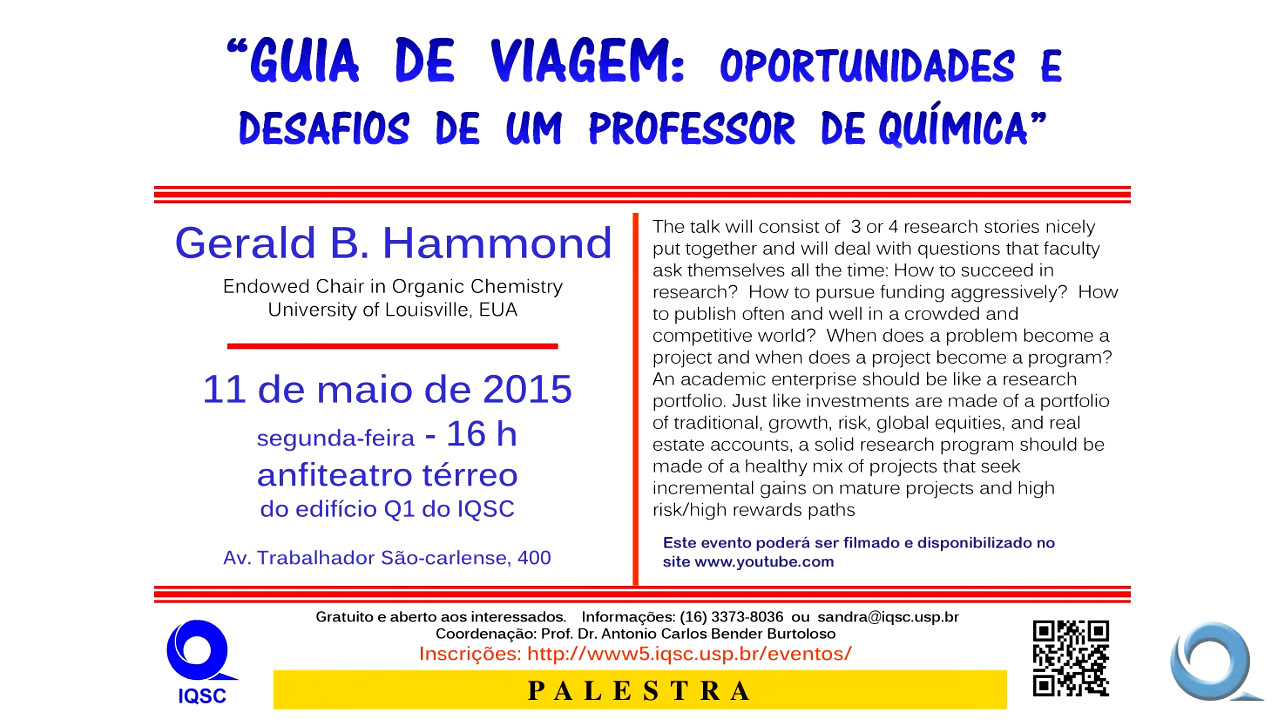 “GUIA DE VIAGEM: OPORTUNIDADES E
DESAFIOS DE UM PROFESSOR DE QUÍMICA”
Gerald B. Hammond
Endowed Chair in Organic Chemistry
University of Louisville, EUA
11 de maio de 2015
segunda-feira - 16 h
anfiteatro térreo
do edifício Q1 do IQSC
Av. Trabalhador São-carlense, 400
The talk will consist of 3 or 4 research stories nicely
put together and will deal with questions that faculty
ask themselves all the time: How to succeed in
research? How to pursue funding aggressively? How
to publish often and well in a crowded and
competitive world? When does a problem become a
project and when does a project become a program?
An academic enterprise should be like a research
portfolio. Just like investments are made of a portfolio
of traditional, growth, risk, global equities, and real
estate accounts, a solid research program should be
made of a healthy mix of projects that seek
incremental gains on mature projects and high
risk/high rewards paths
Este evento poderá ser filmado e disponibilizado no
site www.youtube.com
Gratuito e aberto aos interessados. Informações: (16) 3373-8036 ou sandra@iqsc.usp.br
Coordenação: Prof. Dr. Antonio Carlos Bender Burtoloso
Inscrições: http://www5.iqsc.usp.br/eventos/
IQSC
PALESTRA